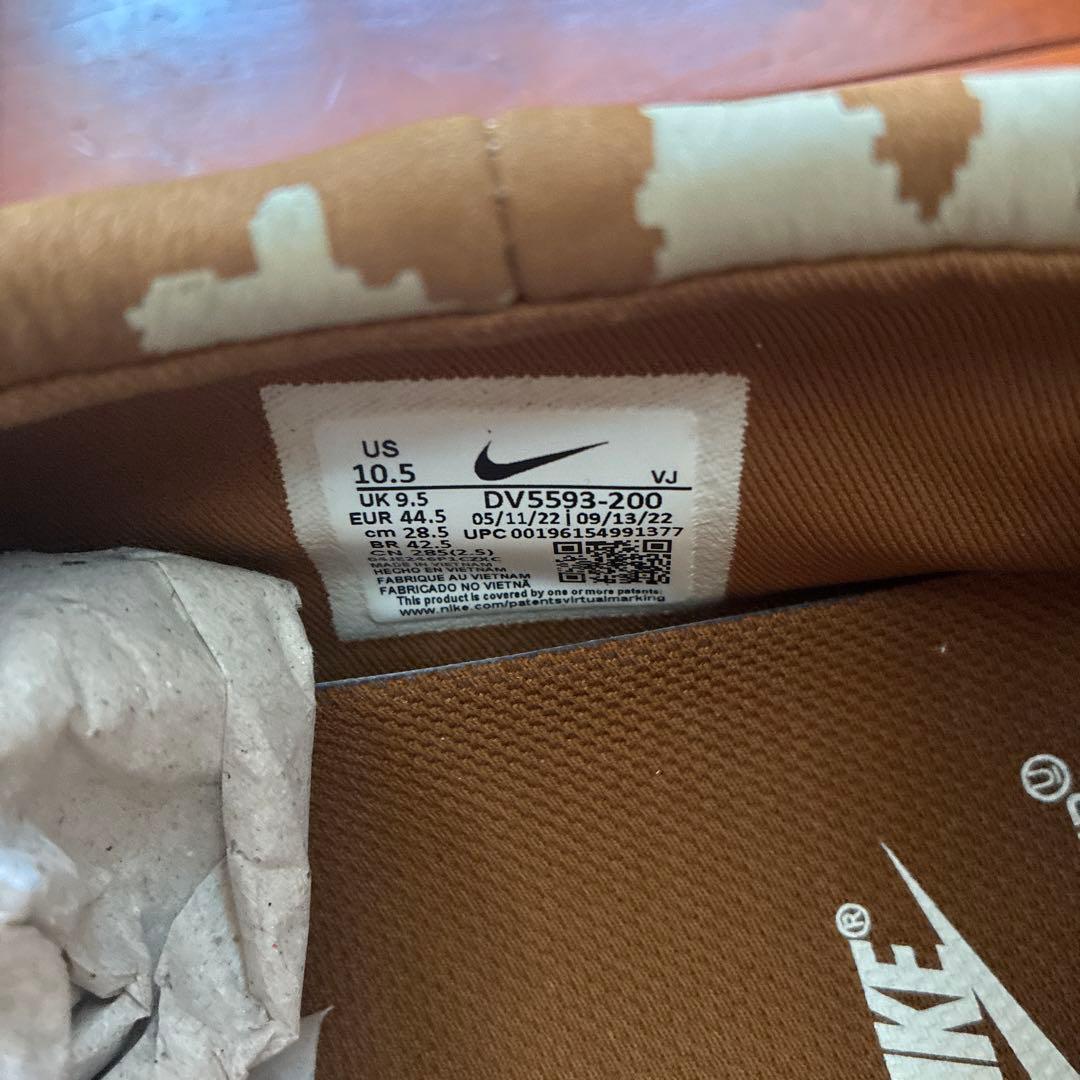 US
10.5
VJ
UK 9.5
DV5593-200
EUR 44.5
05/11/22 | 09/13/22
cm 28.5
UPC 00196154991377
BR 42.5
CN 285(2.5)
MADE IN VIETNAM
HECHO EN VIETNAM
FABRIQUE AU VIETNAM
FABRICADO NO VIETNÃ
This product is covered by one or more patents:
www.nike.com/patentsvirtualmarking
U
NIKE®